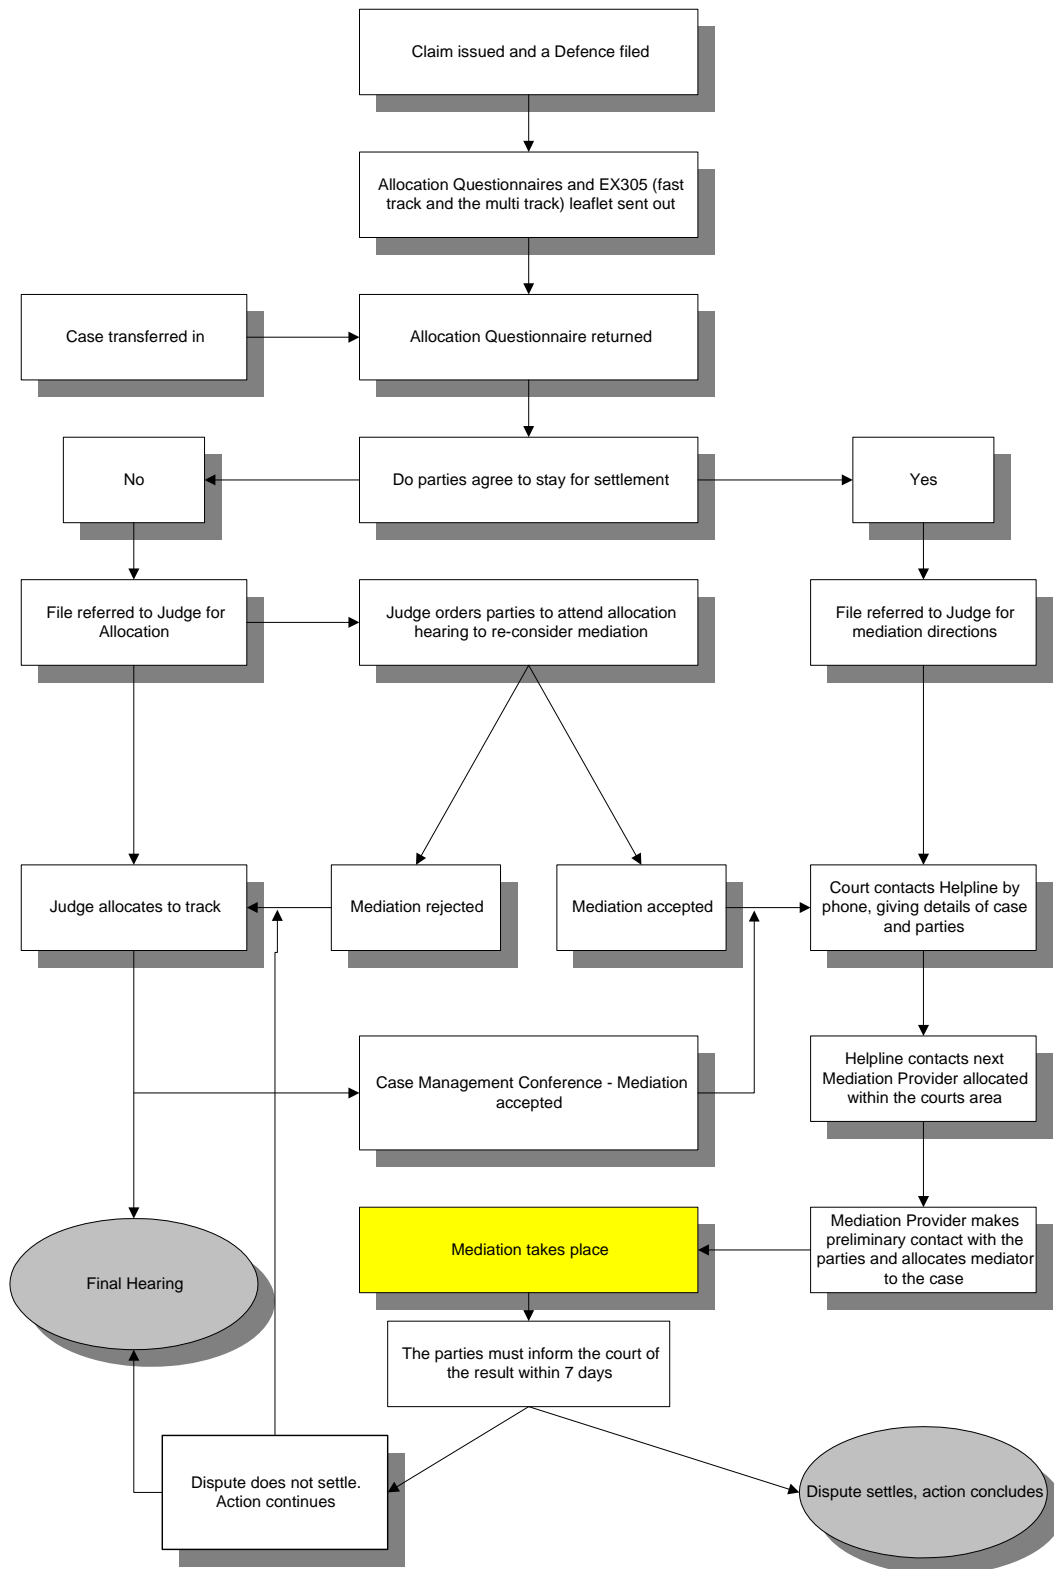 Claim issued and a Defence filed
Allocation Questionnaires and EX305 (fast
track and the multi track) leaflet sent out
Case transferred in
Allocation Questionnaire returned
No
Do parties agree to stay for settlement
Yes
File referred to Judge for
Allocation
Judge orders parties to attend allocation
hearing to re-consider mediation
File referred to Judge for
mediation directions
Judge allocates to track
Mediation rejected
Mediation accepted
Court contacts Helpline by
phone, giving details of case
and parties
Case Management Conference - Mediation
accepted
Helpline contacts next
Mediation Provider allocated
within the courts area
Final Hearing
Mediation takes place
Mediation Provider makes
preliminary contact with the
parties and allocates mediator
to the case
The parties must inform the court of
the result within 7 days
Dispute does not settle.
Action continues
Dispute settles, action concludes